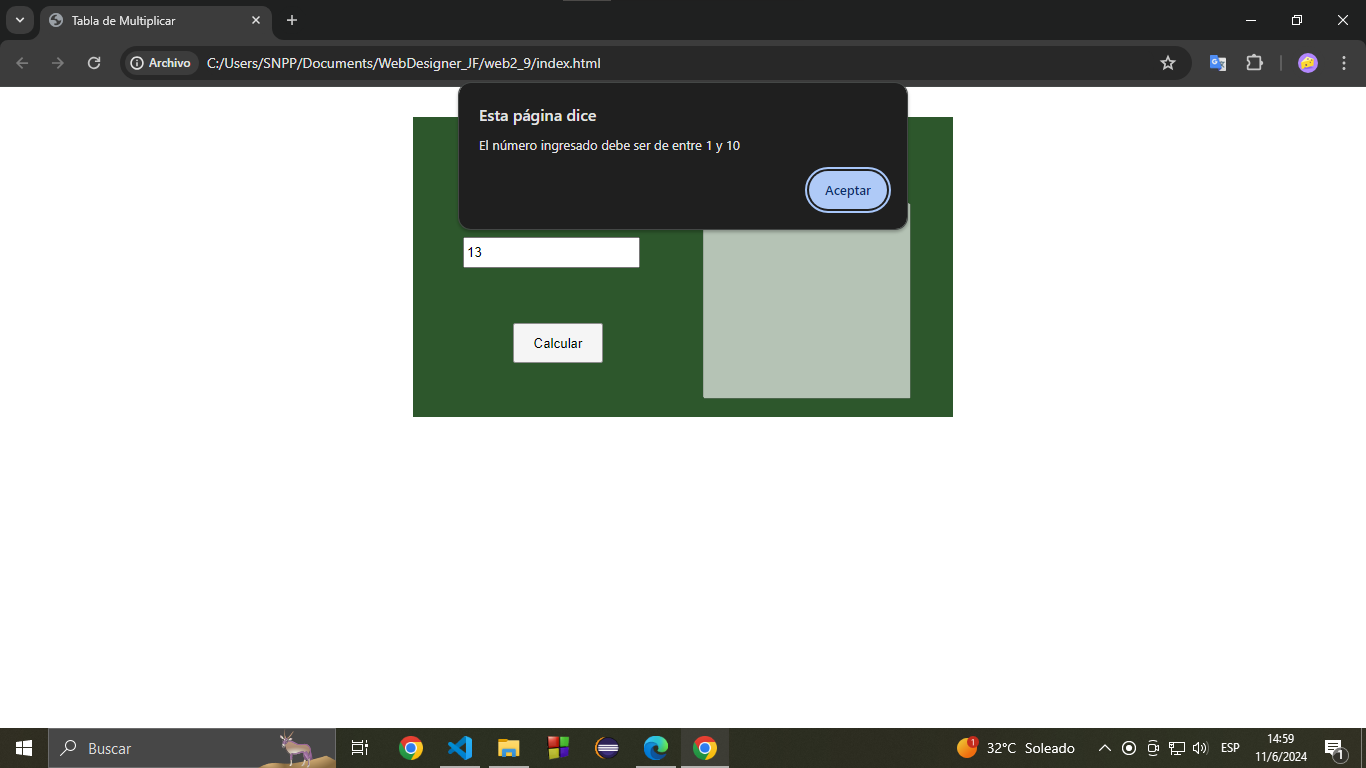 Tabla de Multiplicar
Archivo
C:/Users/SNPP/Documents/WebDesigner_JF/web2_9/index.html
Esta página dice
El número ingresado debe ser de entre 1 y 10
Aceptar
13
Calcular
Buscar
1
32°C Soleado
ESP
14:59
11/6/2024
1